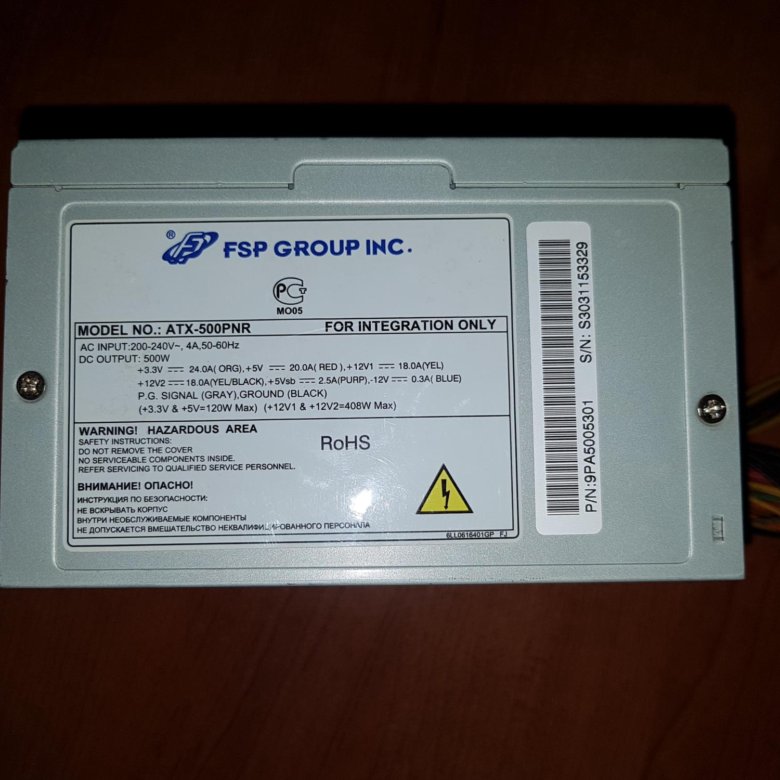 ® FSP GROUP INC.
PCT
MO05
MODEL NO.: ATX-500PNR FOR INTEGRATION ONLY
AC INPUT:200-240V~, 4A,50-60Hz
DC OUTPUT: 500W
+3.3V ⎓ 24.0A( ORG),+5V ⎓ 20.0A( RED ),+12V1 ⎓ 18.0A(YEL)
+12V2 ⎓ 18.0A(YEL/BLACK),+5Vsb ⎓ 2.5A(PURP),-12V ⎓ 0.3A( BLUE)
P.G. SIGNAL (GRAY),GROUND (BLACK)
(+3.3V & +5V=120W Max) (+12V1 & +12V2=408W Max)
WARNING! HAZARDOUS AREA
SAFETY INSTRUCTIONS:
DO NOT REMOVE THE COVER
NO SERVICEABLE COMPONENTS INSIDE.
REFER SERVICING TO QUALIFIED SERVICE PERSONNEL.
RoHS
ВНИМАНИЕ! ОПАСНО!
ИНСТРУКЦИЯ ПО БЕЗОПАСНОСТИ:
НЕ ВСКРЫВАТЬ КОРПУС
ВНУТРИ НЕОБСЛУЖИВАЕМЫЕ КОМПОНЕНТЫ
НЕ ДОПУСКАЕТСЯ ВМЕШАТЕЛЬСТВО НЕКВАЛИФИЦИРОВАННОГО ПЕРСОНАЛА
S/N: S3031153329
P/N:9PA5005301